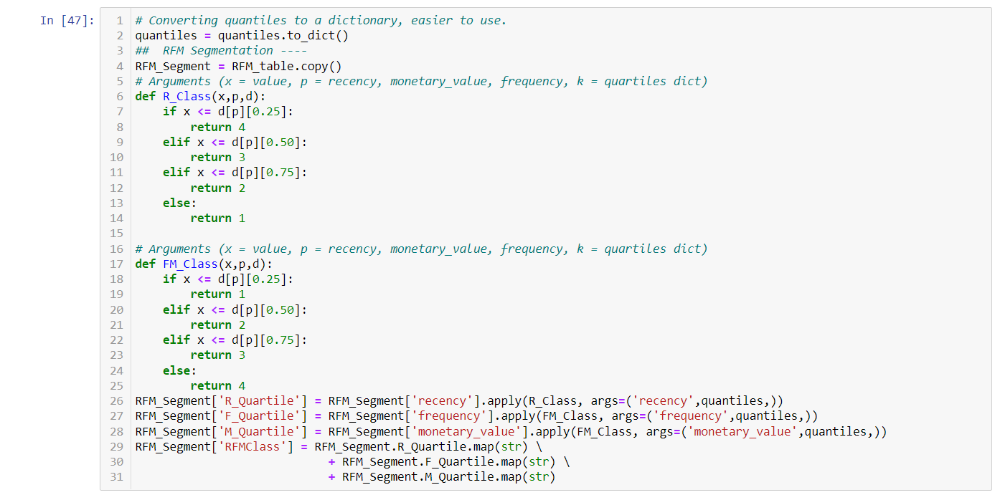 In [47]:
1 # Converting quantiles to a dictionary, easier to use.
2 quantiles = quantiles.to_dict()
3 ##  RFM Segmentation ----
4 RFM_Segment = RFM_table.copy()
5 # Arguments (x = value, p = recency, monetary_value, frequency, k = quartiles dict)
6 def R_Class(x,p,d):
7     if x <= d[p][0.25]:
8         return 4
9     elif x <= d[p][0.50]:
10         return 3
11     elif x <= d[p][0.75]:
12         return 2
13     else:
14         return 1
15
16 # Arguments (x = value, p = recency, monetary_value, frequency, k = quartiles dict)
17 def FM_Class(x,p,d):
18     if x <= d[p][0.25]:
19         return 1
20     elif x <= d[p][0.50]:
21         return 2
22     elif x <= d[p][0.75]:
23         return 3
24     else:
25         return 4
26 RFM_Segment['R_Quartile'] = RFM_Segment['recency'].apply(R_Class, args=('recency',quantiles,))
27 RFM_Segment['F_Quartile'] = RFM_Segment['frequency'].apply(FM_Class, args=('frequency',quantiles,))
28 RFM_Segment['M_Quartile'] = RFM_Segment['monetary_value'].apply(FM_Class, args=('monetary_value',quantiles,))
29 RFM_Segment['RFMClass'] = RFM_Segment.R_Quartile.map(str) \
30                             + RFM_Segment.F_Quartile.map(str) \
31                             + RFM_Segment.M_Quartile.map(str)